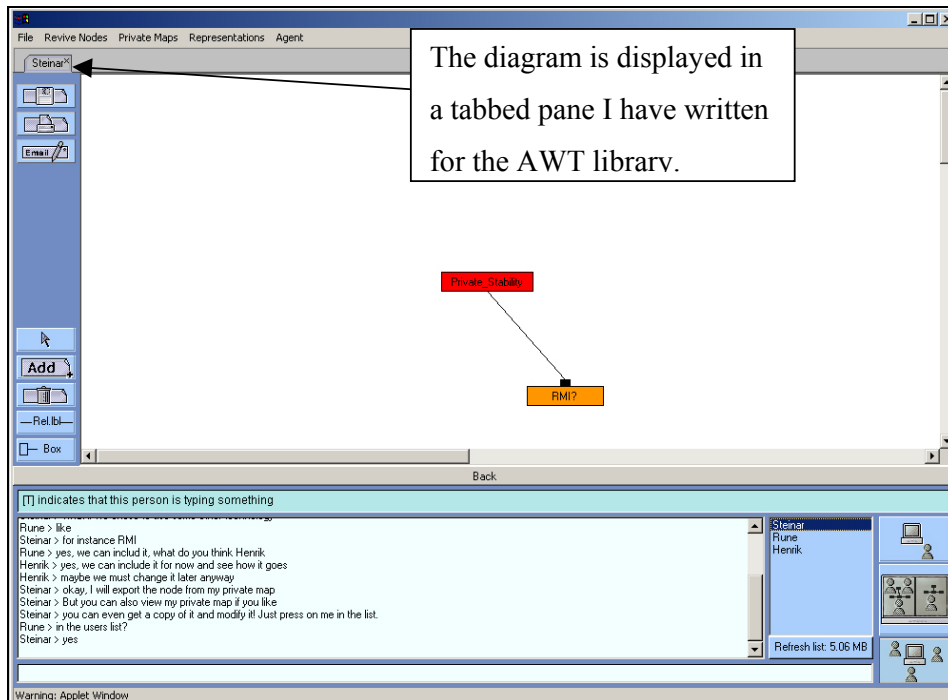 File Revive Nodes Private Maps Representations Agent
Steinar X
The diagram is displayed in
a tabbed pane I have written
for the AWT library.
Email
Private_Stability
Add
RMI?
Rel.lbl
Box
Back
[T] indicates that this person is typing something
Rune > like
Steinar > for instance RMI
Rune > yes, we can includ it, what do you think Henrik
Henrik > yes, we can include it for now and see how it goes
Henrik > maybe we must change it later anyway
Steinar > okay, I will export the node from my private map
Steinar > But you can also view my private map if you like
Steinar > you can even get a copy of it and modify it! Just press on me in the list.
Rune > in the users list?
Steinar > yes
Steinar
Rune
Henrik
Refresh list: 5.06 MB
Warning: Applet Window